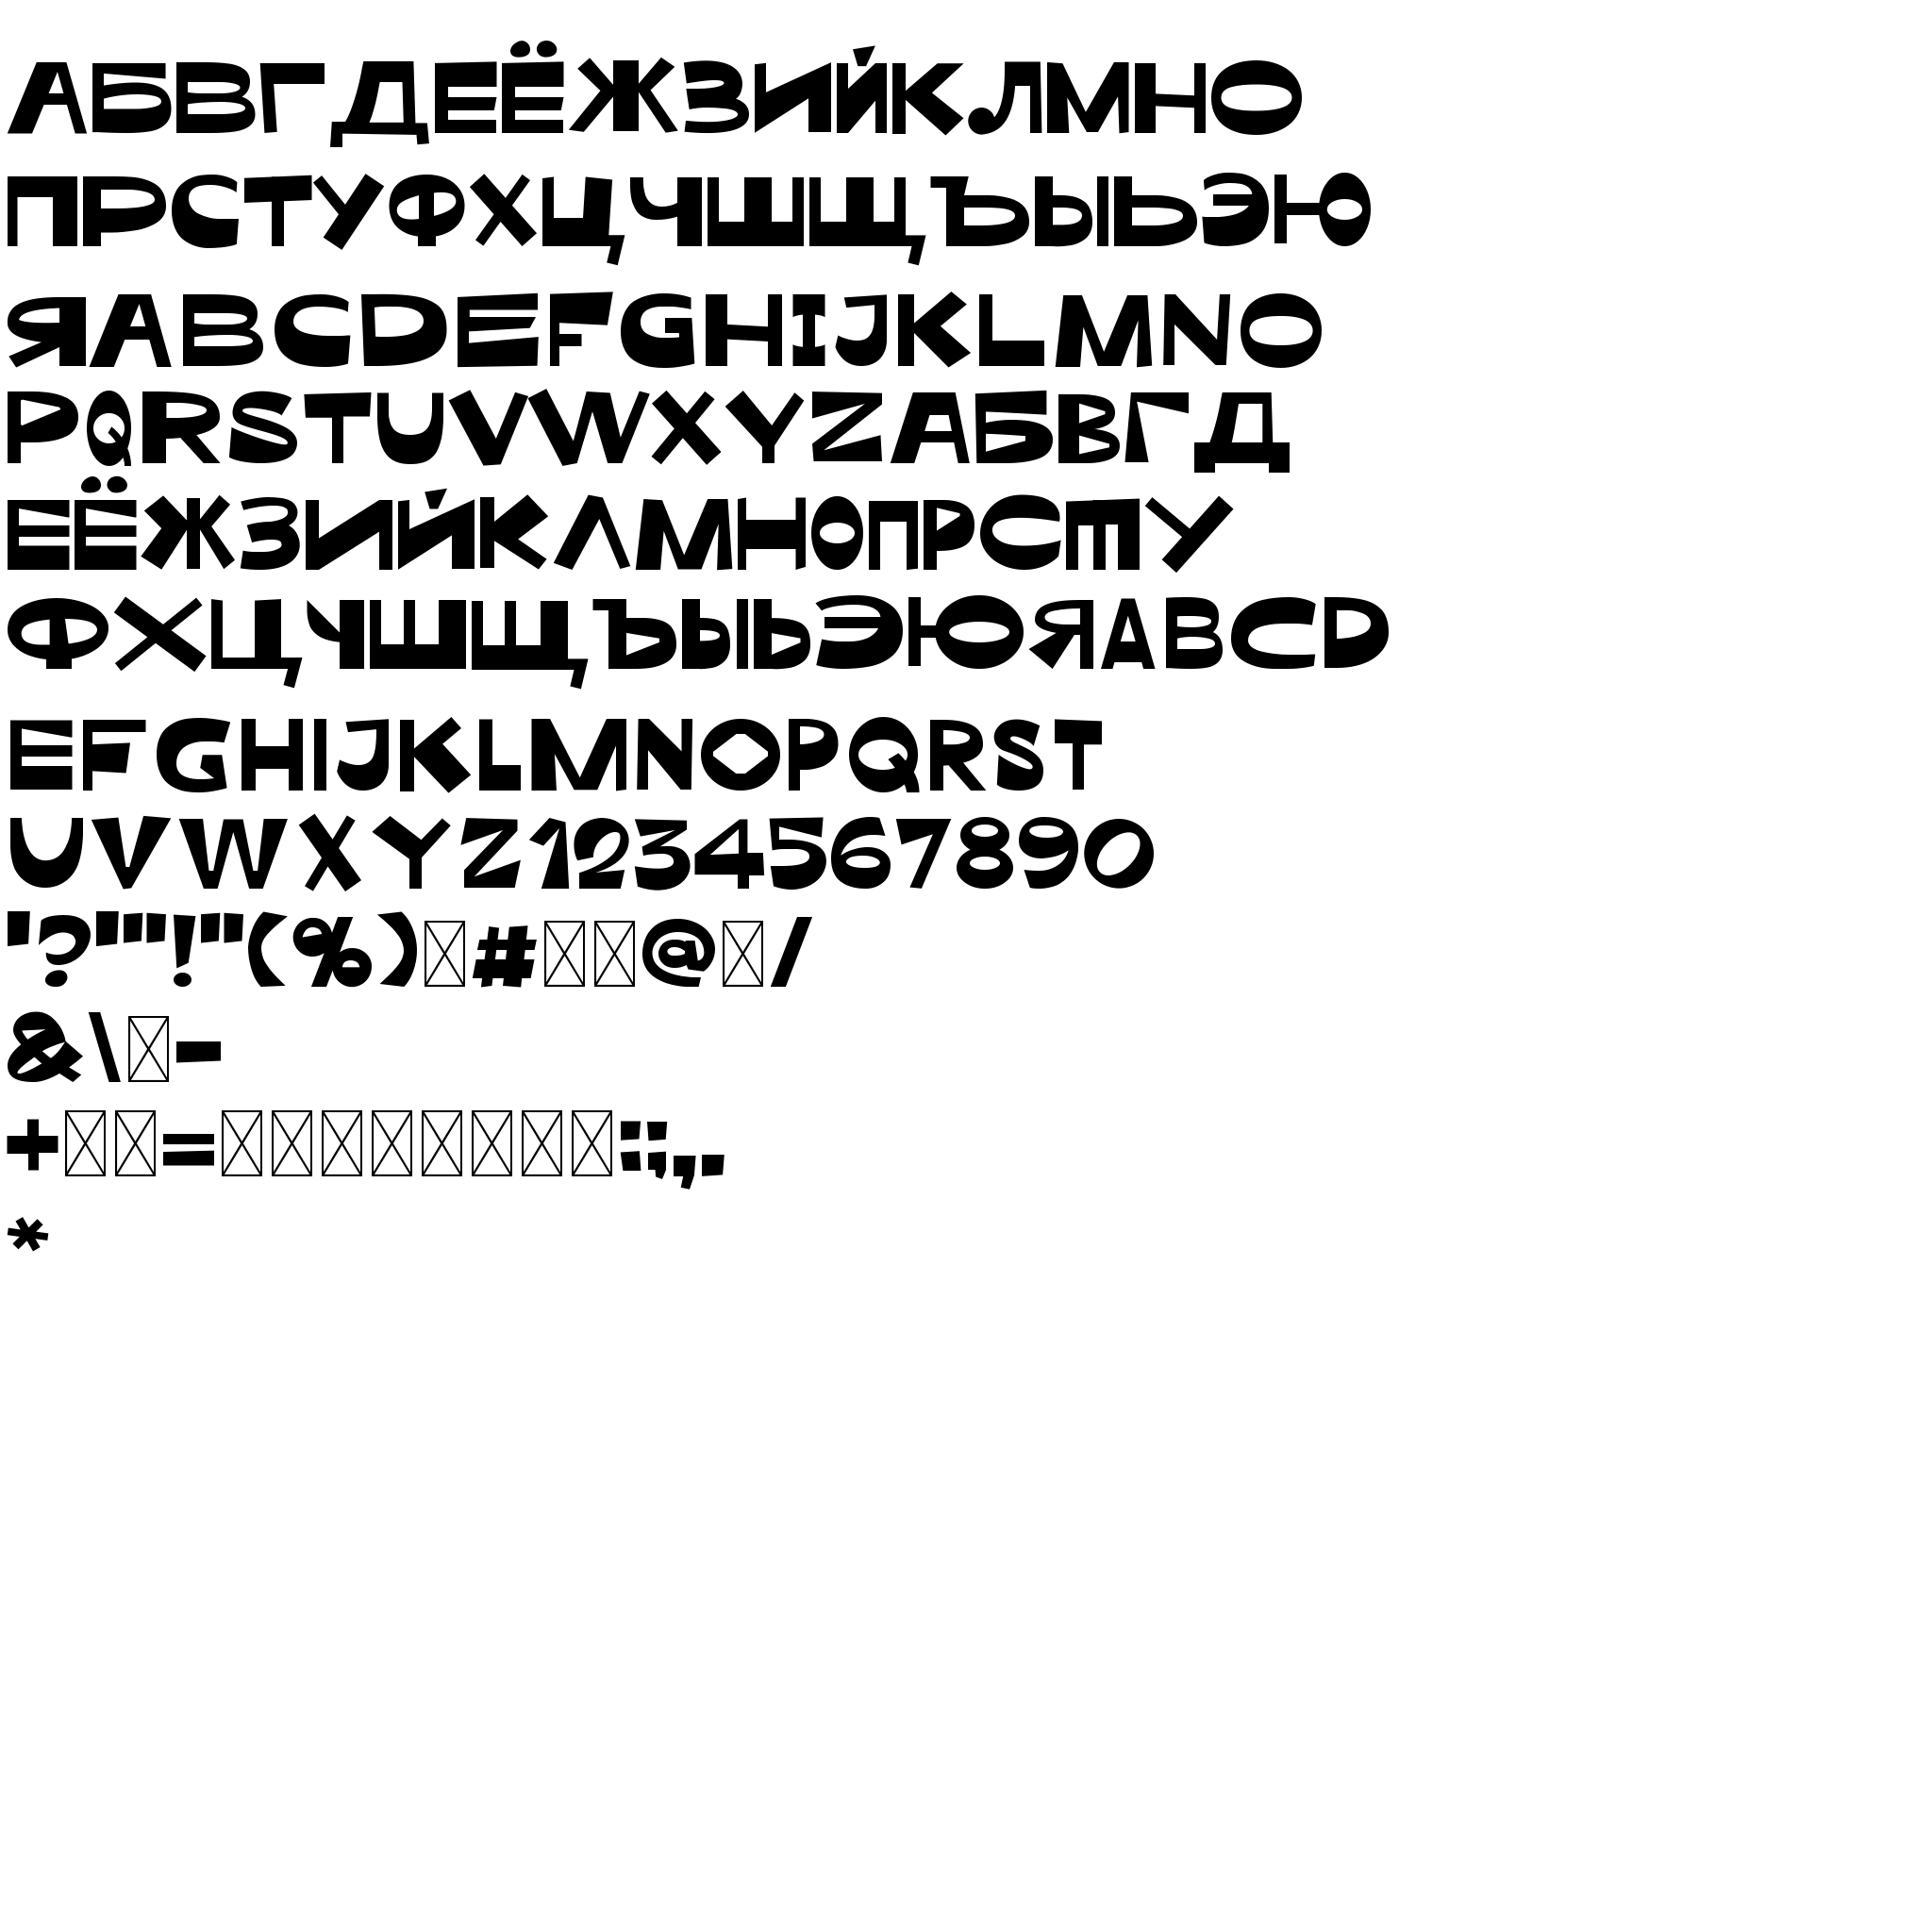 АБВГДЕЁЖЗИЙКЛМНО
ПРСТУФХЦЧШЩЪЫЬЭЮ
ЯABCDEFGHIJKLMNO
PQRSTUVWXYZАБВГД
ЕЁЖЗИЙКЛМНОПРСТУ
ФХЦЧШЩЪЫЬЭЮЯABCD
EFGHIJKLMNOPQRST
UVWXYZ1234567890
'?'""!"(%)#@/
&\-
+=:;,.
*